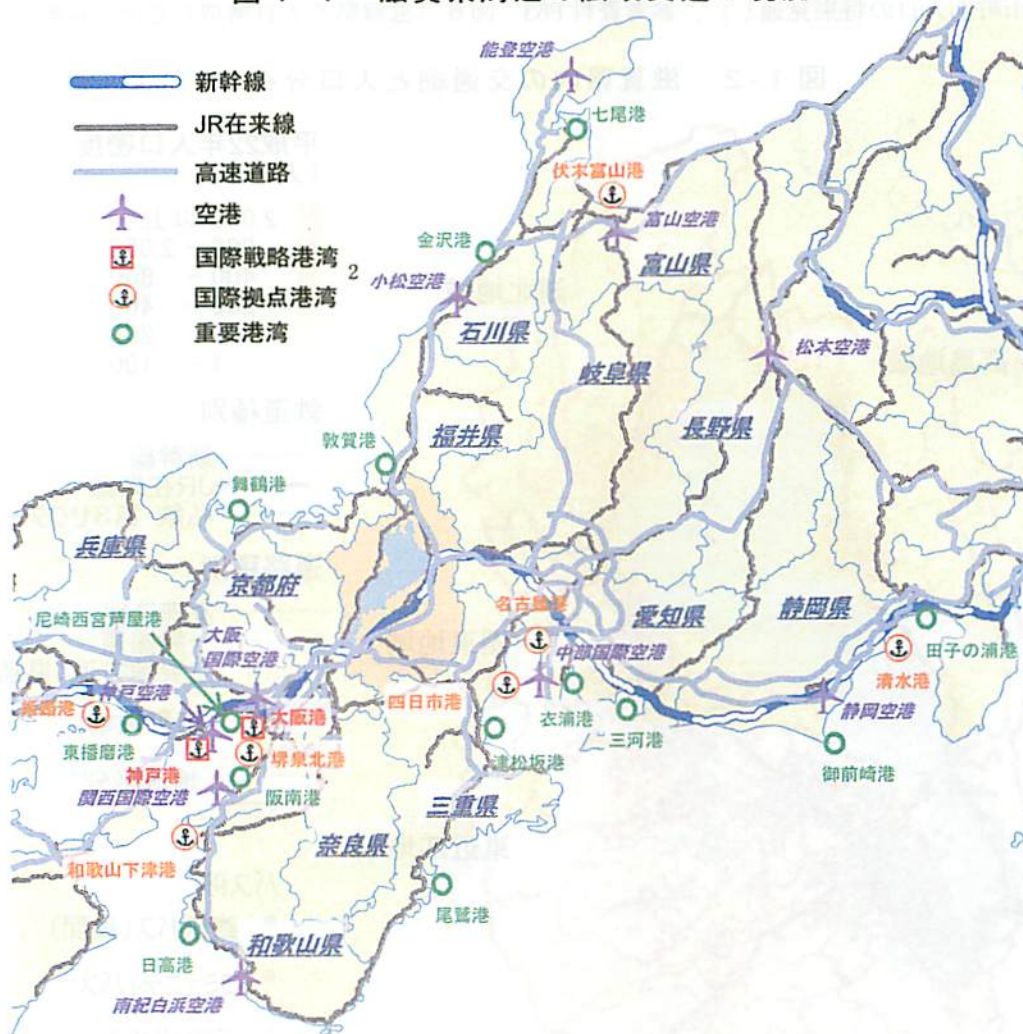 新幹線
JR在来線
高速道路
空港
国際戦略港湾 2
国際拠点港湾
重要港湾
能登空港
七尾港
伏木富山港
富山空港
金沢港
小松空港
富山県
石川県
岐阜県
松本空港
長野県
福井県
敦賀港
舞鶴港
兵庫県
京都府
尼崎西宮芦屋港
大阪
国際空港
名古屋港
愛知県
静岡県
中部国際空港
田子の浦港
神戸空港
姫路港
大阪港
四日市港
清水港
衣浦港
静岡空港
東播磨港
堺泉北港
三河港
神戸港
津松坂港
御前崎港
関西国際空港
阪南港
三重県
奈良県
和歌山下津港
尾鷲港
和歌山県
日高港
南紀白浜空港